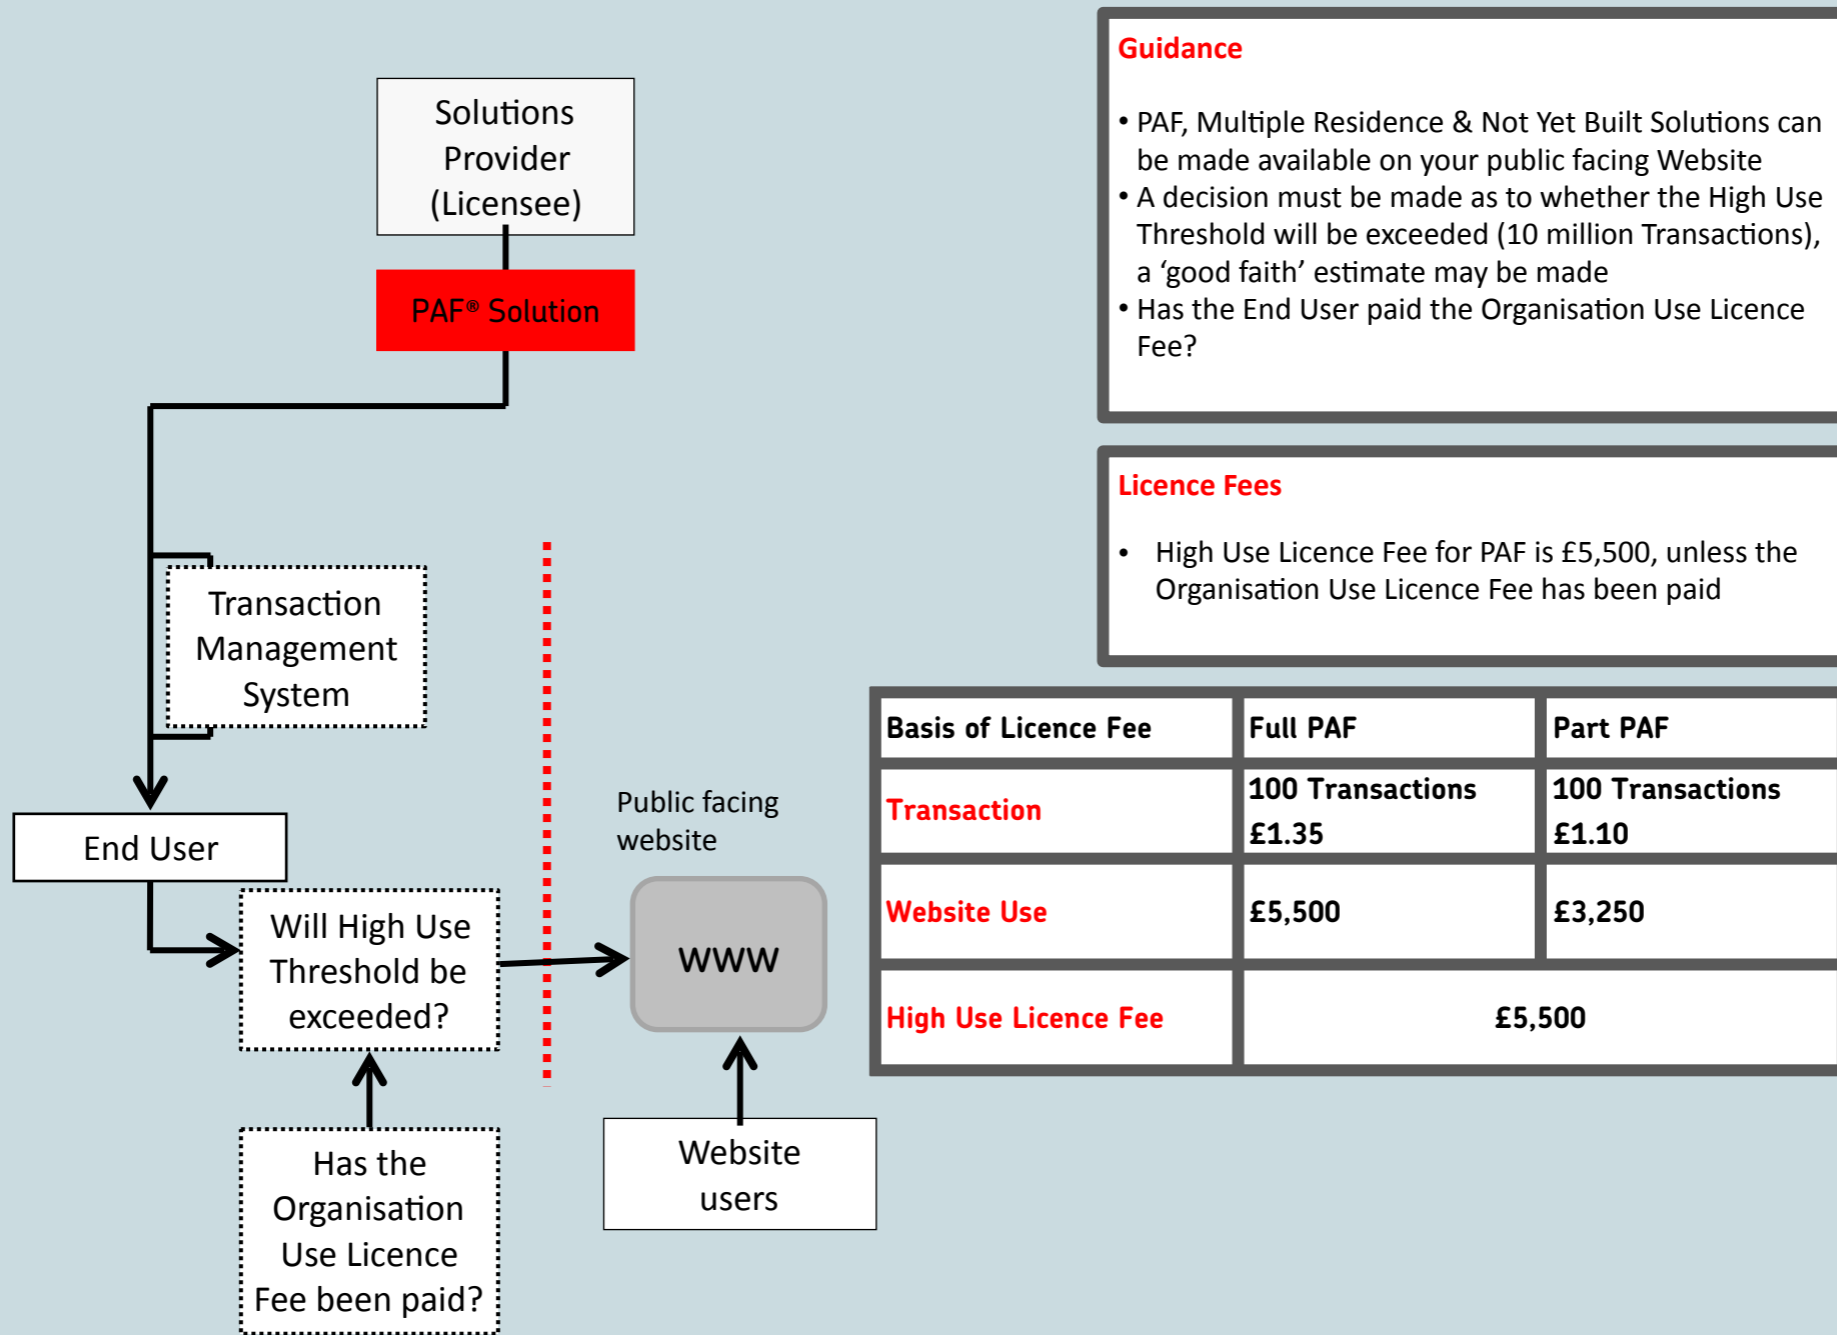 Solutions
Provider
(Licensee)
PAF® Solution
Transaction
Management
System
End User
Will High Use
Threshold be
exceeded?
Has the
Organisation
Use Licence
Fee been paid?
Public facing
website
www
Website
users
Guidance
• PAF, Multiple Residence & Not Yet Built Solutions can
be made available on your public facing Website
• A decision must be made as to whether the High Use
Threshold will be exceeded (10 million Transactions),
a ‘good faith’ estimate may be made
• Has the End User paid the Organisation Use Licence
Fee?
Licence Fees
• High Use Licence Fee for PAF is £5,500, unless the
Organisation Use Licence Fee has been paid
Basis of Licence Fee Full PAF Part PAF
Transaction 100 Transactions 100 Transactions
£1.35 £1.10
Website Use £5,500 £3,250
High Use Licence Fee £5,500